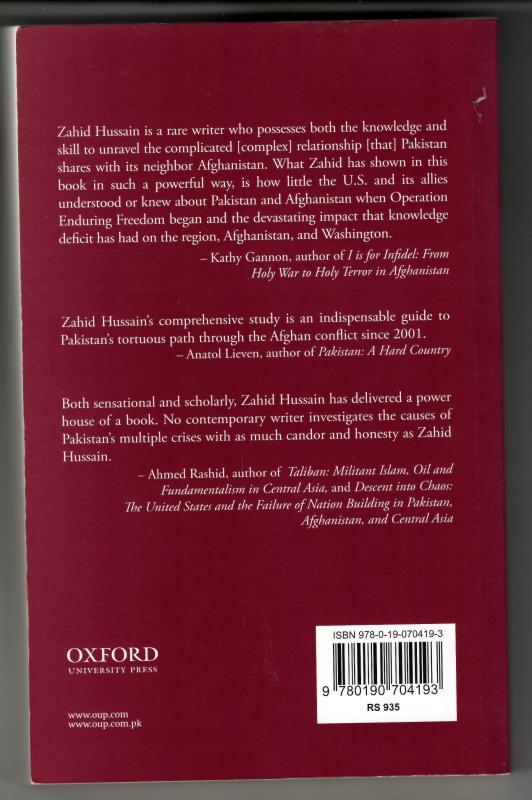 Zahid Hussain is a rare writer who possesses both the knowledge and
skill to unravel the complicated [complex] relationship [that] Pakistan
shares with its neighbor Afghanistan. What Zahid has shown in this
book in such a powerful way, is how little the U.S. and its allies
understood or knew about Pakistan and Afghanistan when Operation
Enduring Freedom began and the devastating impact that knowledge
deficit has had on the region, Afghanistan, and Washington.
– Kathy Gannon, author of I is for Infidel: From
Holy War to Holy Terror in Afghanistan
Zahid Hussain's comprehensive study is an indispensable guide to
Pakistan's tortuous path through the Afghan conflict since 2001.
– Anatol Lieven, author of Pakistan: A Hard Country
Both sensational and scholarly, Zahid Hussain has delivered a power
house of a book. No contemporary writer investigates the causes of
Pakistan's multiple crises with as much candor and honesty as Zahid
Hussain.
– Ahmed Rashid, author of Taliban: Militant Islam, Oil and
Fundamentalism in Central Asia, and Descent into Chaos:
The United States and the Failure of Nation Building in Pakistan,
Afghanistan, and Central Asia
OXFORD
UNIVERSITY PRESS
www.oup.com
www.oup.com.pk
ISBN 978-0-19-070419-3
9 780190 704193
RS 935